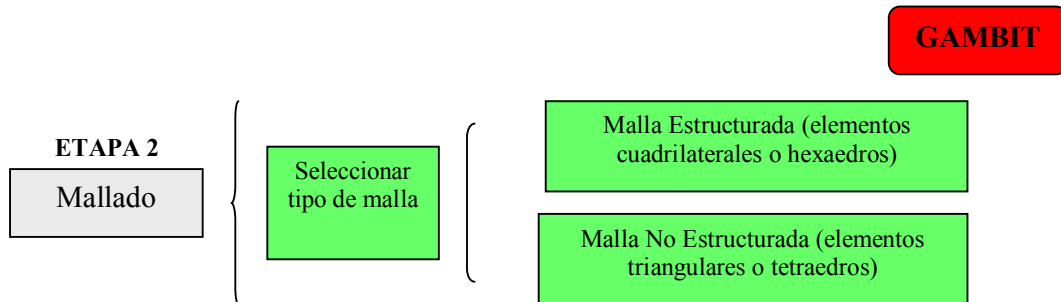 GAMBIT
ETAPA 2
Mallado
Seleccionar
tipo de malla
Malla Estructurada (elementos
cuadrilaterales o hexaedros)
Malla No Estructurada (elementos
triangulares o tetraedros)